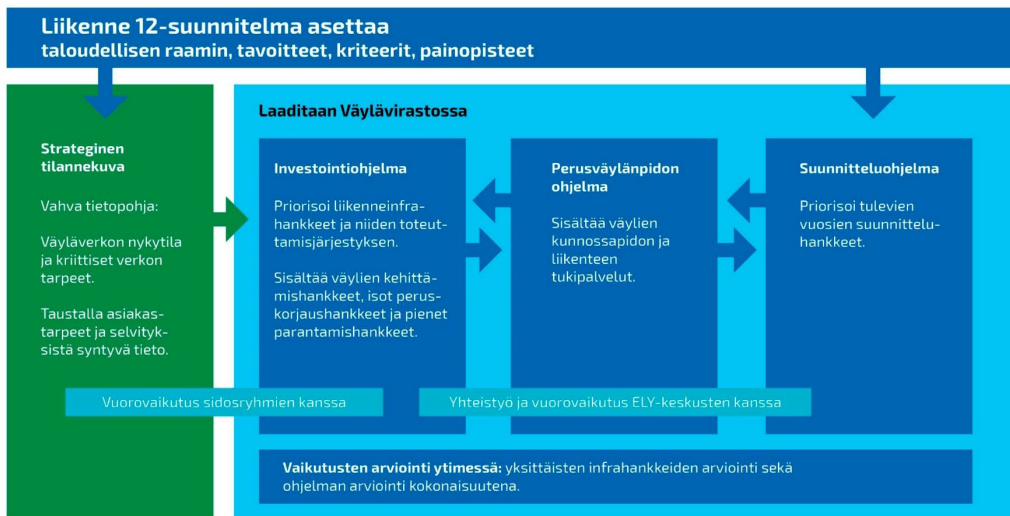 Liikenne 12-suunnitelma asettaa
taloudellisen raamin, tavoitteet, kriteerit, painopisteet
Strateginen
tilannekuva
Vahva tietopohja:
Väyläverkon nykytila
ja kriittiset verkon
tarpeet.
Taustalla asiakas-
tarpeet ja selvityk-
sistä syntyvä tieto.
Laaditaan Väylävirastossa
Investointiohjelma
Priorisoi liikenneinfra-
hankkeet ja niiden toteut-
tamisjärjestyksen.
Sisältää väylien kehittä-
mishankkeet, isot perus-
korjaushankkeet ja pienet
parantamishankkeet.
Perusväylänpidon
ohjelma
Sisältää väylien
kunnossapidon ja
liikenteen
tukipalvelut.
Suunnitteluohjelma
Priorisoi tulevien
vuosien suunnittelu-
hankkeet.
Vuorovaikutus sidosryhmien kanssa
Yhteistyö ja vuorovaikutus ELY-keskusten kanssa
Vaikutusten arviointi ytimessä: yksittäisten infrahankkeiden arviointi sekä
ohjelman arviointi kokonaisuutena.